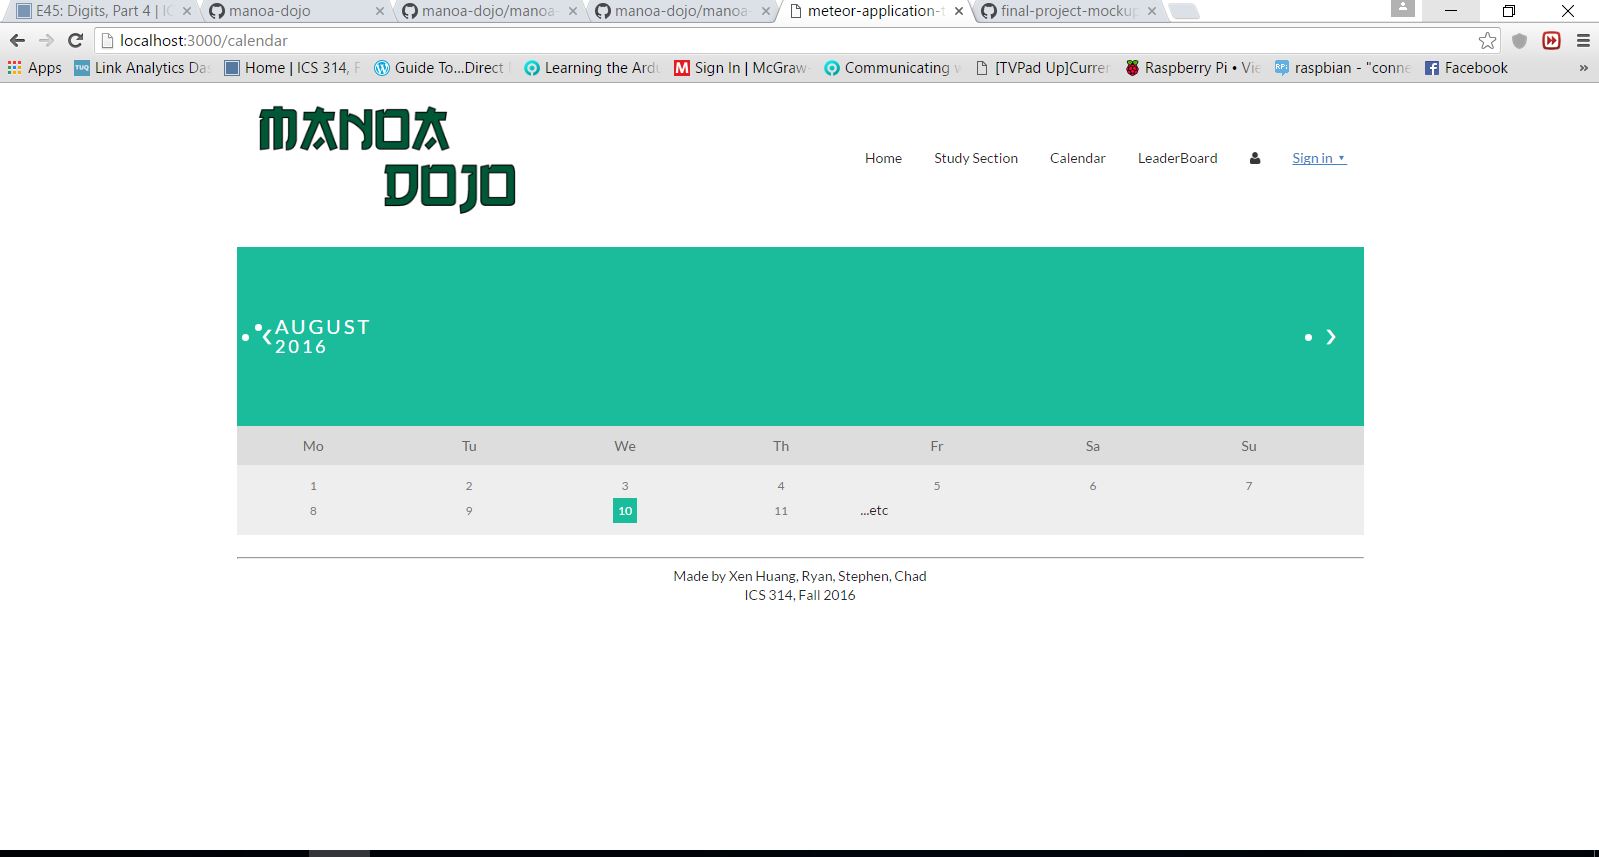 E45: Digits, Part 4 | IC
manoa-dojo
manoa-dojo/manoa-
manoa-dojo/manoa-
meteor-application-t
final-project-mockup
localhost:3000/calendar
Apps
TUQ Link Analytics Das
Home | ICS 314, F
Guide To...Direct
Learning the Ardu
M Sign In | McGraw-
Communicating w
[TVPad Up]Curren
Raspberry Pi • Vie
RPi raspbian - "conne
f Facebook
»
MANOA
DOJO
Home
Study Section
Calendar
LeaderBoard
Sign in ▾
• • ❮ AUGUST
2016
• ❯
Mo Tu We Th Fr Sa Su
1 2 3 4 5 6 7
8 9 10 11 ...etc
Made by Xen Huang, Ryan, Stephen, Chad
ICS 314, Fall 2016